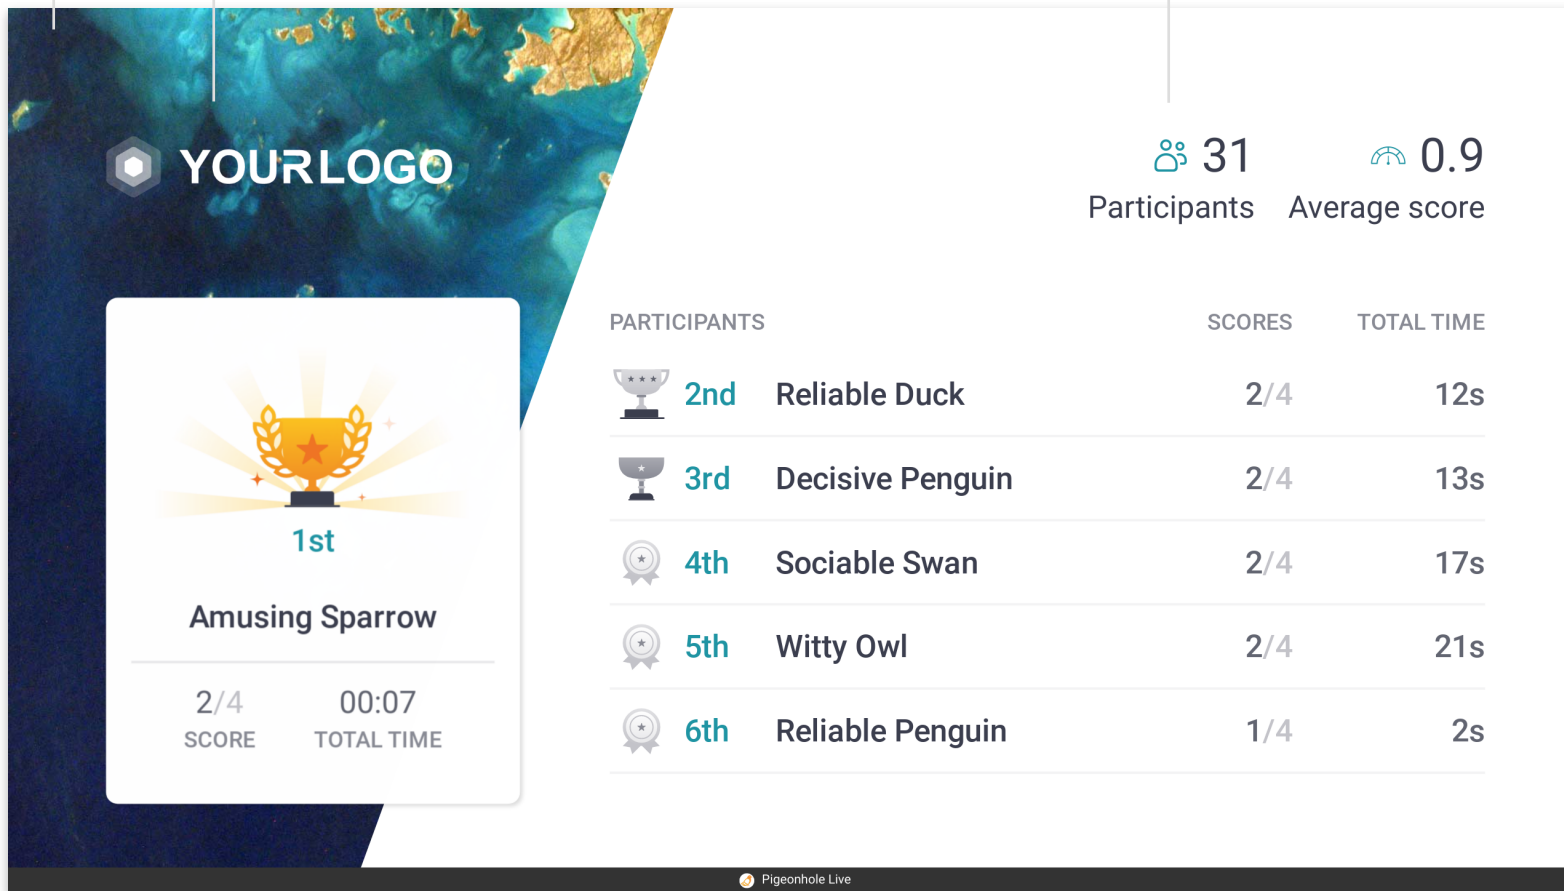 YOUR LOGO
31
Participants
0.9
Average score
1st
Amusing Sparrow
2/4
SCORE
00:07
TOTAL TIME
PARTICIPANTS SCORES TOTAL TIME
2nd Reliable Duck 2/4 12s
3rd Decisive Penguin 2/4 13s
4th Sociable Swan 2/4 17s
5th Witty Owl 2/4 21s
6th Reliable Penguin 1/4 2s
Pigeonhole Live